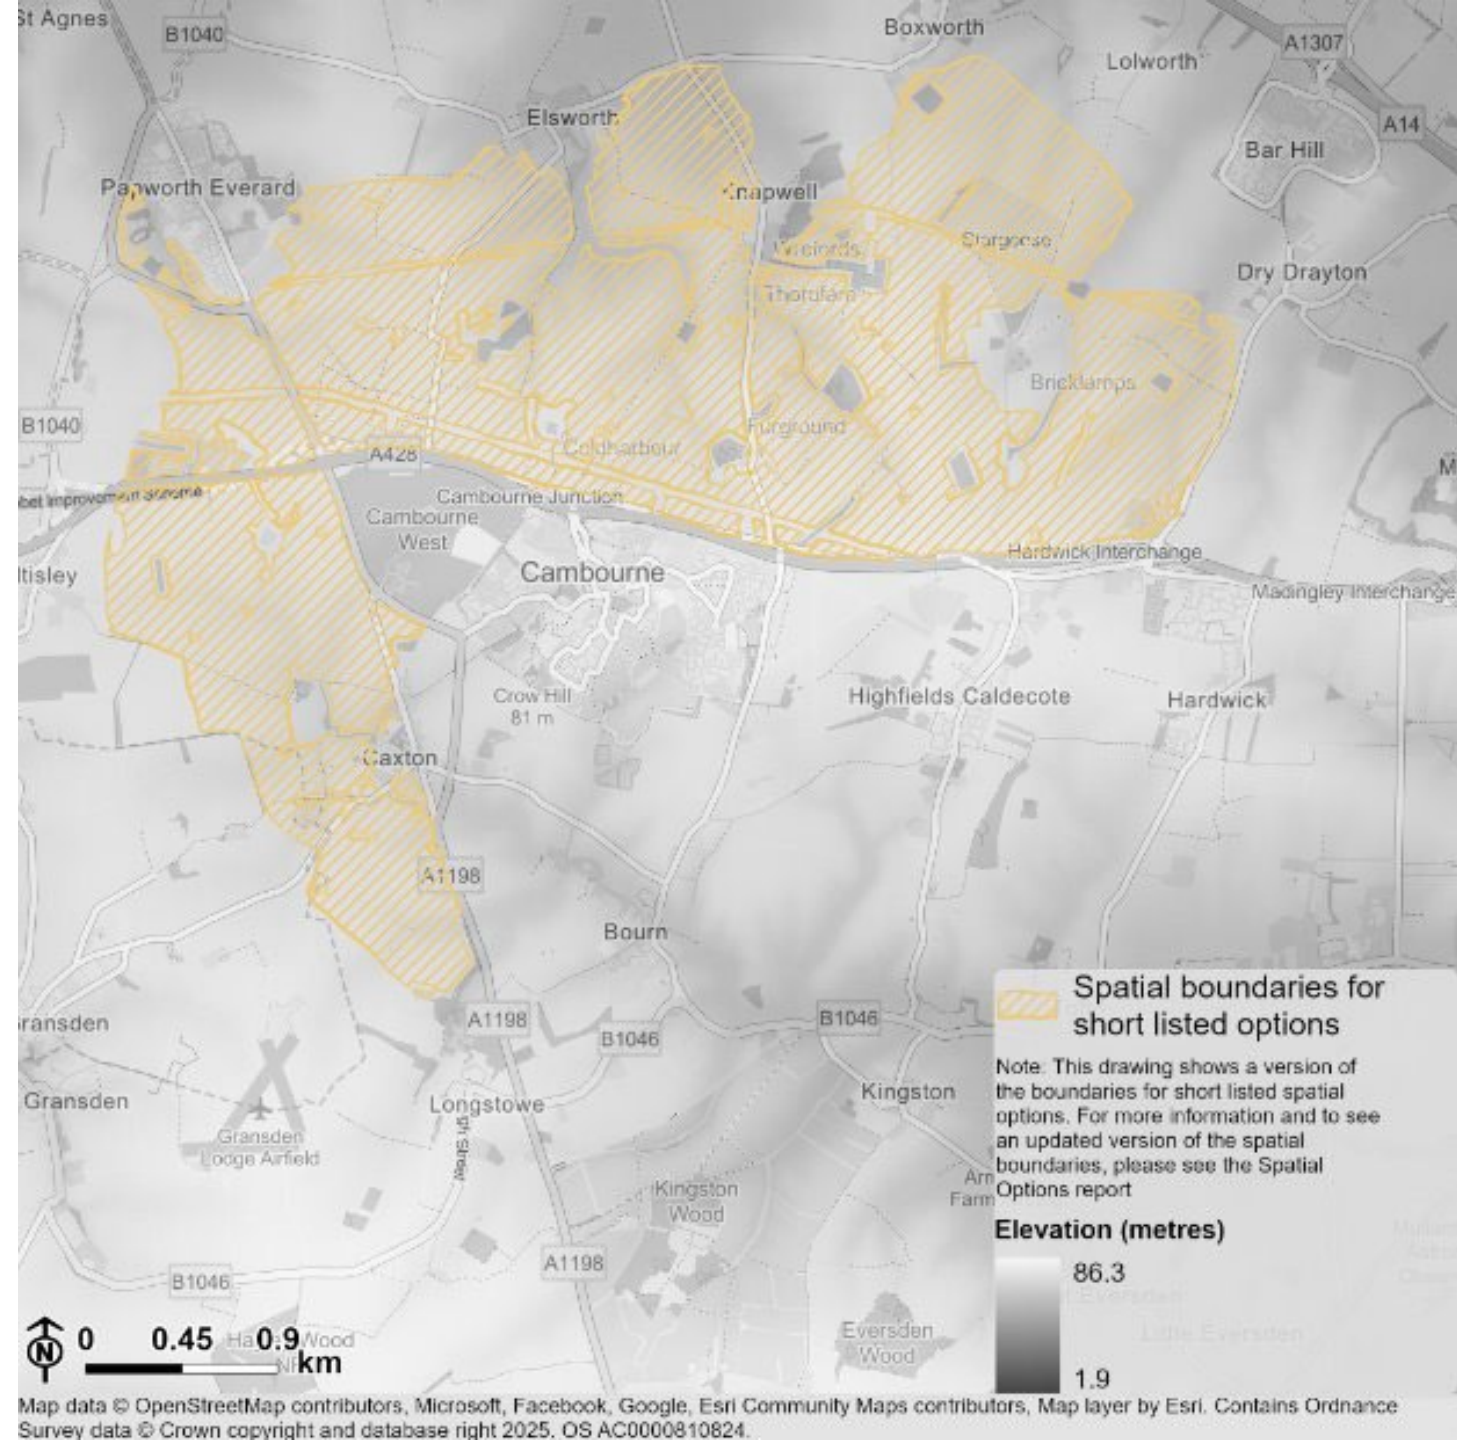 St Agnes
B1040
Boxworth
A1307
Lolworth
Elsworth
A14
Bar Hill
Papworth Everard
Knapwell
Stargoose
Dry Drayton
Bricklamps
B1040
Furground
A428
Coldharbour
Cambourne Junction
Cambourne
West
Hardwick Interchange
Cambourne
Madingley Interchange
Crow Hill
81 m
Highfields Caldecote
Hardwick
Caxton
A1198
Bourn
Spatial boundaries for
short listed options
A1198
B1046
B1046
Note: This drawing shows a version of
the boundaries for short listed spatial
options. For more information and to see
an updated version of the spatial
boundaries, please see the Spatial
Options report
Gransden
Longstowe
Kingston
Gransden
Lodge Airfield
Kingston
Wood
Elevation (metres)
86.3
A1198
B1046
Eversden
Wood
Little Eversden
1.9
N
0 0.45 0.9
km
Map data © OpenStreetMap contributors, Microsoft, Facebook, Google, Esri Community Maps contributors, Map layer by Esri. Contains Ordnance
Survey data © Crown copyright and database right 2025. OS AC0000810824.